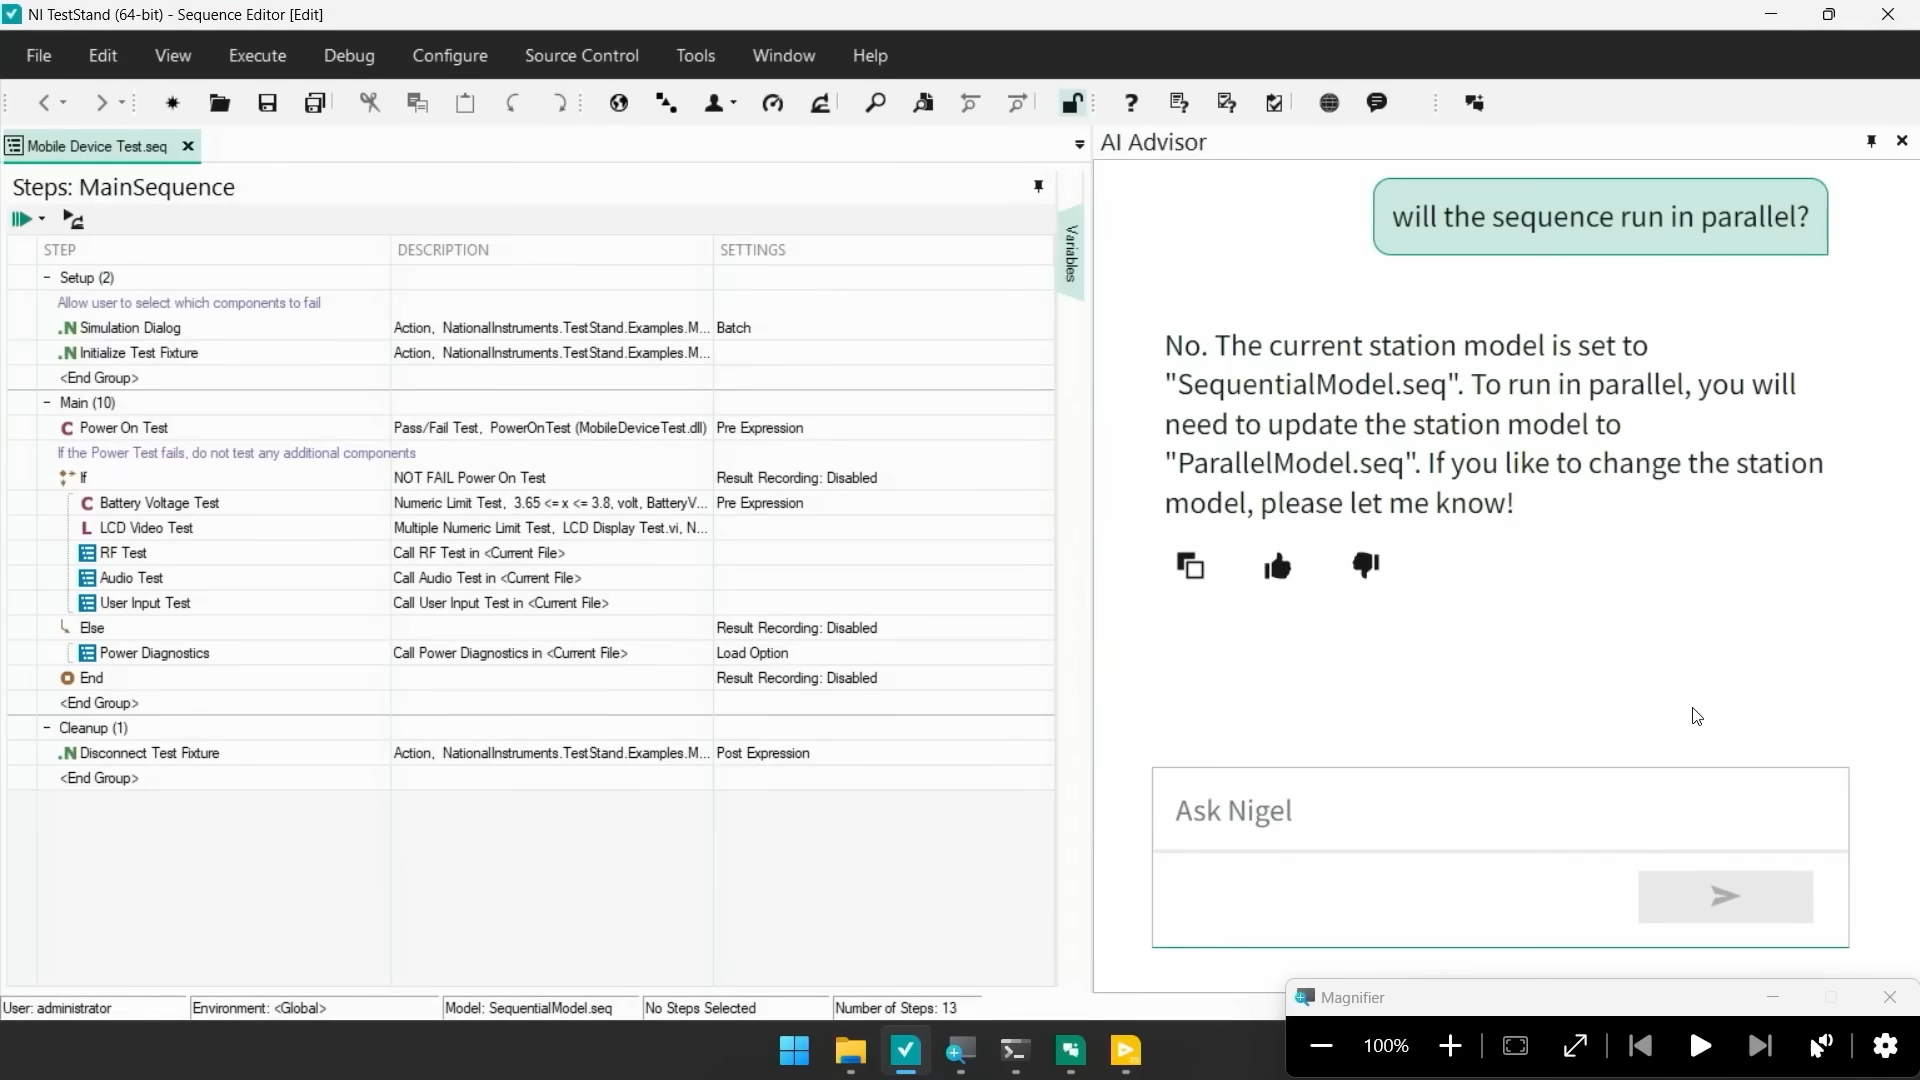 NI TestStand (64-bit) - Sequence Editor [Edit]
File Edit View Execute Debug Configure Source Control Tools Window Help
Mobile Device Test.seq
AI Advisor
Steps: MainSequence
will the sequence run in parallel?
Variables
STEP DESCRIPTION SETTINGS
- Setup (2)
Allow user to select which components to fail
.N Simulation Dialog Action, NationalInstruments.TestStand.Examples.M... Batch
.N Initialize Test Fixture Action, NationalInstruments.TestStand.Examples.M...
<End Group>
- Main (10)
C Power On Test Pass/Fail Test, PowerOnTest (MobileDeviceTest.dll) Pre Expression
If the Power Test fails, do not test any additional components
If NOT FAIL Power On Test Result Recording: Disabled
C Battery Voltage Test Numeric Limit Test, 3.65 <= x <= 3.8, volt, BatteryV... Pre Expression
L LCD Video Test Multiple Numeric Limit Test, LCD Display Test.vi, N...
RF Test Call RF Test in <Current File>
Audio Test Call Audio Test in <Current File>
User Input Test Call User Input Test in <Current File>
Else Result Recording: Disabled
Power Diagnostics Call Power Diagnostics in <Current File> Load Option
End Result Recording: Disabled
<End Group>
- Cleanup (1)
.N Disconnect Test Fixture Action, NationalInstruments.TestStand.Examples.M... Post Expression
<End Group>
No. The current station model is set to
"SequentialModel.seq". To run in parallel, you will
need to update the station model to
"ParallelModel.seq". If you like to change the station
model, please let me know!
Ask Nigel
User: administrator Environment: <Global> Model: SequentialModel.seq No Steps Selected Number of Steps: 13
Magnifier
100%